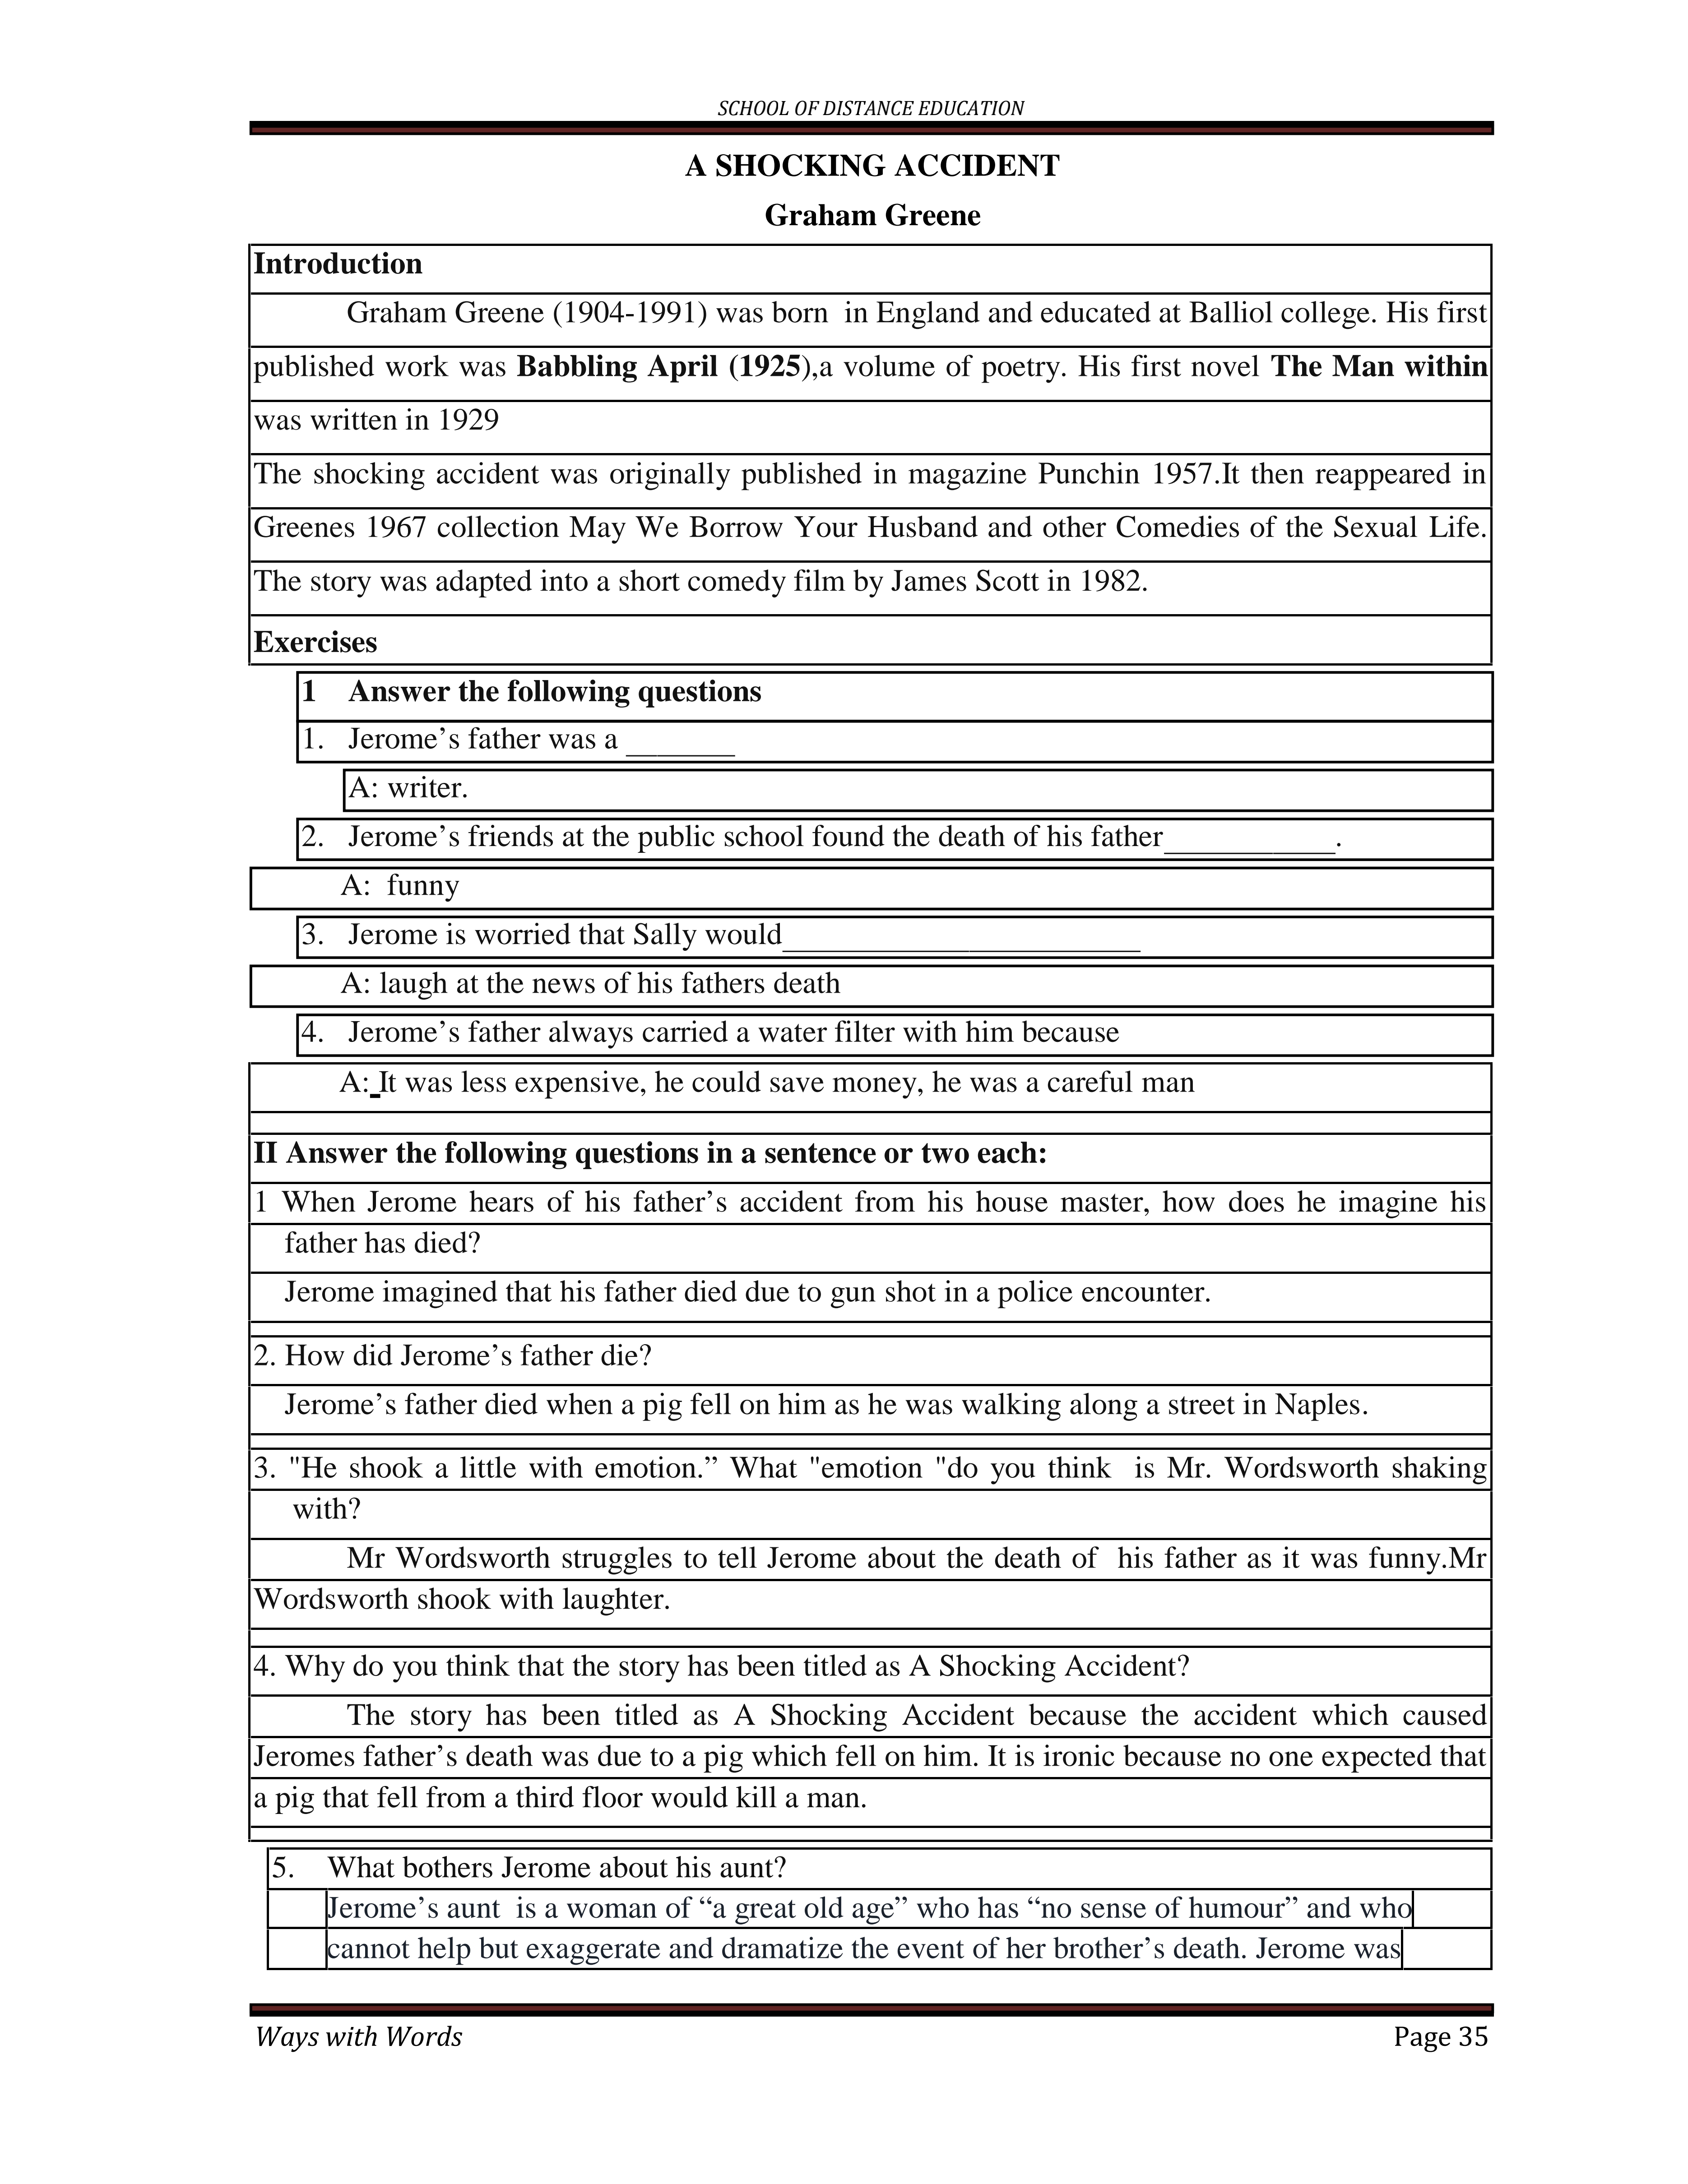 SCHOOL OF DISTANCE EDUCATION
A SHOCKING ACCIDENT
Graham Greene
Introduction
Graham Greene (1904-1991) was born in England and educated at Balliol college. His first
published work was Babbling April (1925),a volume of poetry. His first novel The Man within
was written in 1929
The shocking accident was originally published in magazine Punchin 1957.It then reappeared in
Greenes 1967 collection May We Borrow Your Husband and other Comedies of the Sexual Life.
The story was adapted into a short comedy film by James Scott in 1982.
Exercises
1 Answer the following questions
1. Jerome’s father was a _______
A: writer.
2. Jerome’s friends at the public school found the death of his father___________.
A: funny
3. Jerome is worried that Sally would_______________________
A: laugh at the news of his fathers death
4. Jerome’s father always carried a water filter with him because
A: It was less expensive, he could save money, he was a careful man
II Answer the following questions in a sentence or two each:
1 When Jerome hears of his father’s accident from his house master, how does he imagine his
father has died?
Jerome imagined that his father died due to gun shot in a police encounter.
2. How did Jerome’s father die?
Jerome’s father died when a pig fell on him as he was walking along a street in Naples.
3. "He shook a little with emotion.” What "emotion "do you think is Mr. Wordsworth shaking
with?
Mr Wordsworth struggles to tell Jerome about the death of his father as it was funny.Mr
Wordsworth shook with laughter.
4. Why do you think that the story has been titled as A Shocking Accident?
The story has been titled as A Shocking Accident because the accident which caused
Jeromes father’s death was due to a pig which fell on him. It is ironic because no one expected that
a pig that fell from a third floor would kill a man.
5. What bothers Jerome about his aunt?
Jerome’s aunt is a woman of “a great old age” who has “no sense of humour” and who
cannot help but exaggerate and dramatize the event of her brother’s death. Jerome was
Ways with Words Page 35